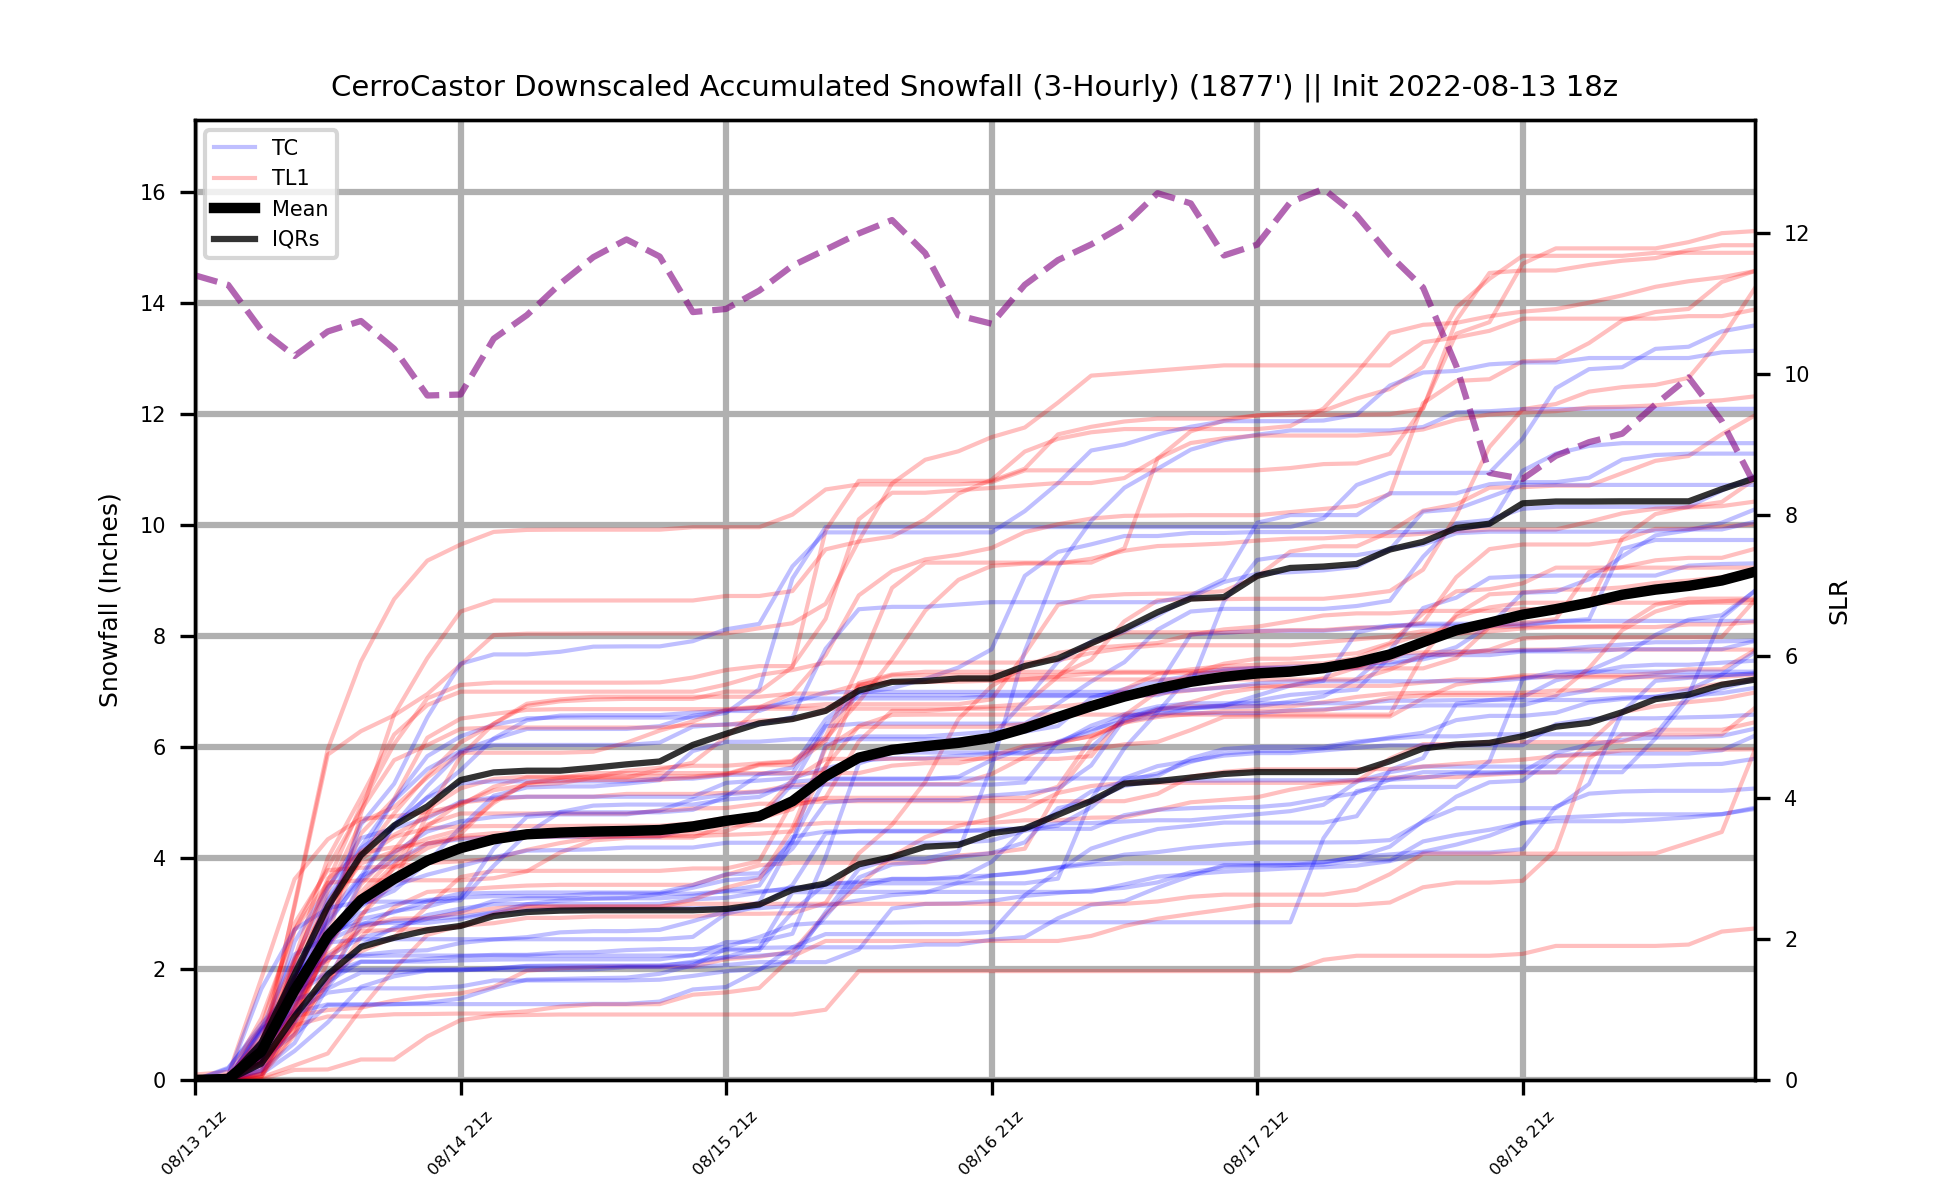 CerroCastor Downscaled Accumulated Snowfall (3-Hourly) (1877') || Init 2022-08-13 18z
TC
TL1
Mean
IQRs
Snowfall (Inches)
16
14
12
10
8
6
4
2
0
12
10
8
6
4
2
0
SLR
08/13 21z
08/14 21z
08/15 21z
08/16 21z
08/17 21z
08/18 21z